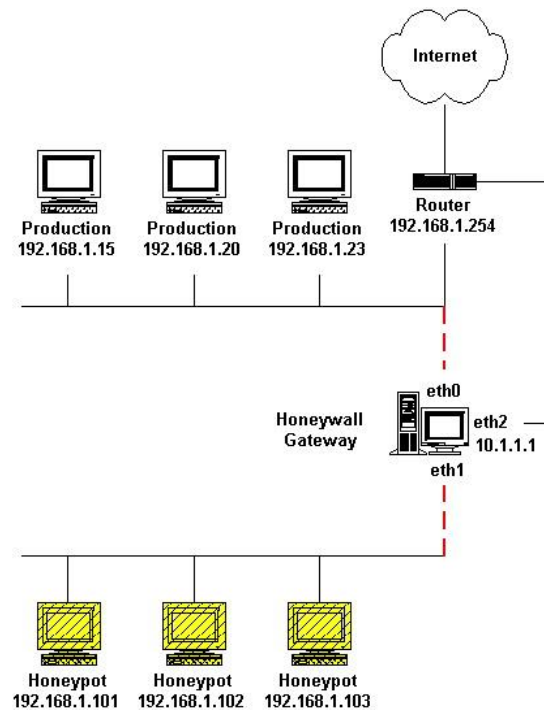 Internet
Production
192.168.1.15
Production
192.168.1.20
Production
192.168.1.23
Router
192.168.1.254
Honeywall
Gateway
eth0
eth2
10.1.1.1
eth1
Honeypot
192.168.1.101
Honeypot
192.168.1.102
Honeypot
192.168.1.103